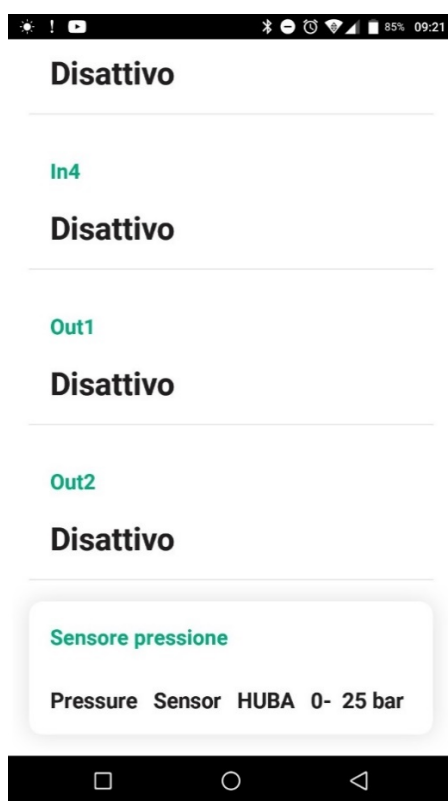 85% 09:21
Disattivo
In4
Disattivo
Out1
Disattivo
Out2
Disattivo
Sensore pressione
Pressure Sensor HUBA 0- 25 bar